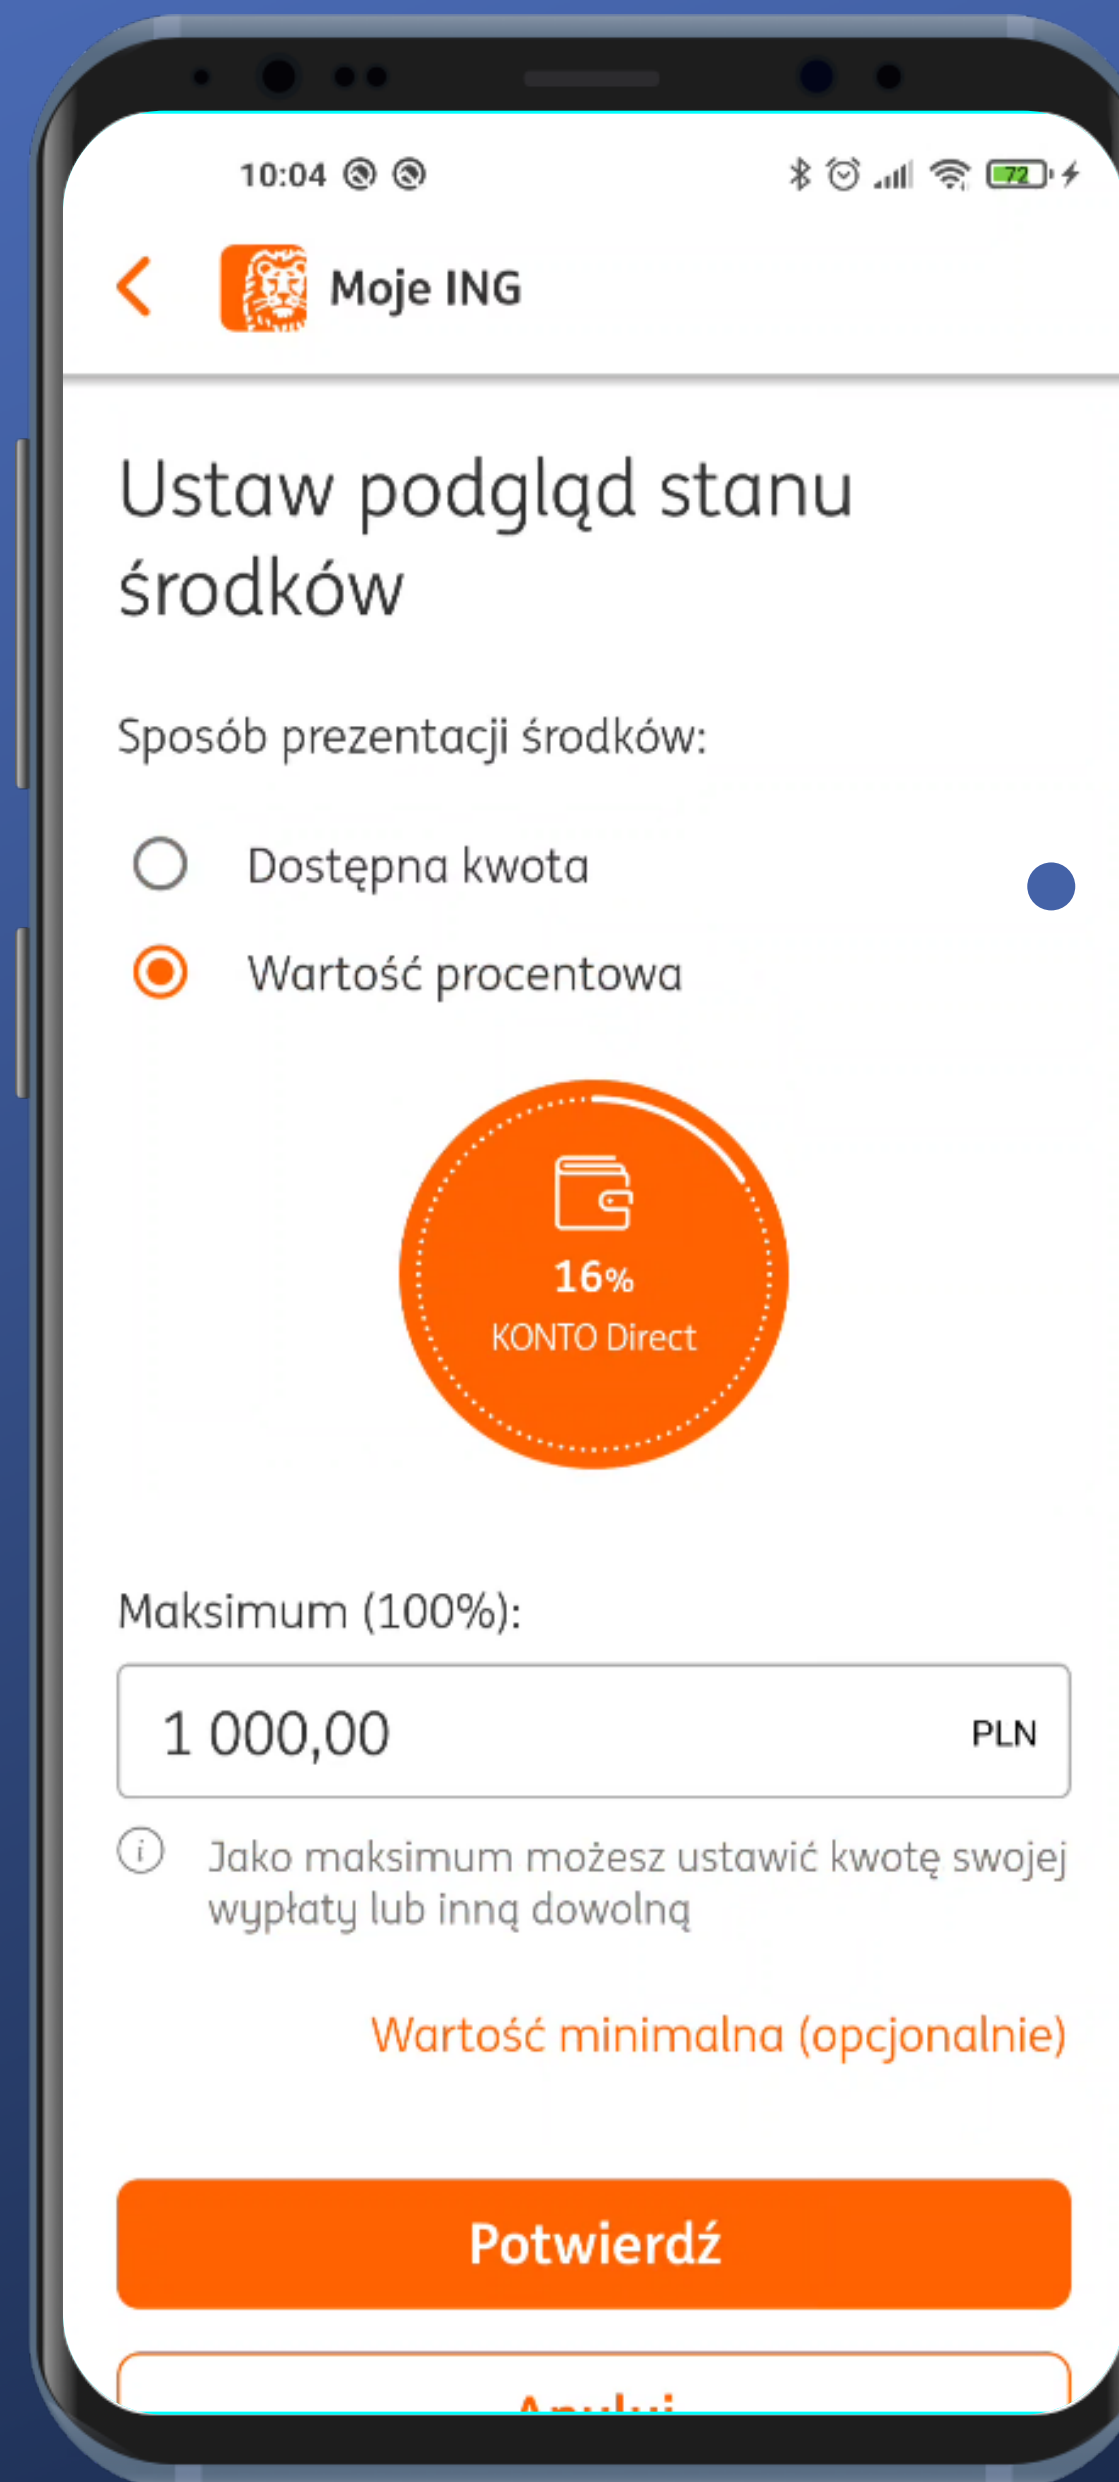 10:04
72
Moje ING
Ustaw podgląd stanu
środków
Sposób prezentacji środków:
Dostępna kwota
Wartość procentowa
16%
KONTO Direct
Maksimum (100%):
1 000,00 PLN
Jako maksimum możesz ustawić kwotę swojej
wypłaty lub inną dowolną
Wartość minimalna (opcjonalnie)
Potwierdź
Anuluj